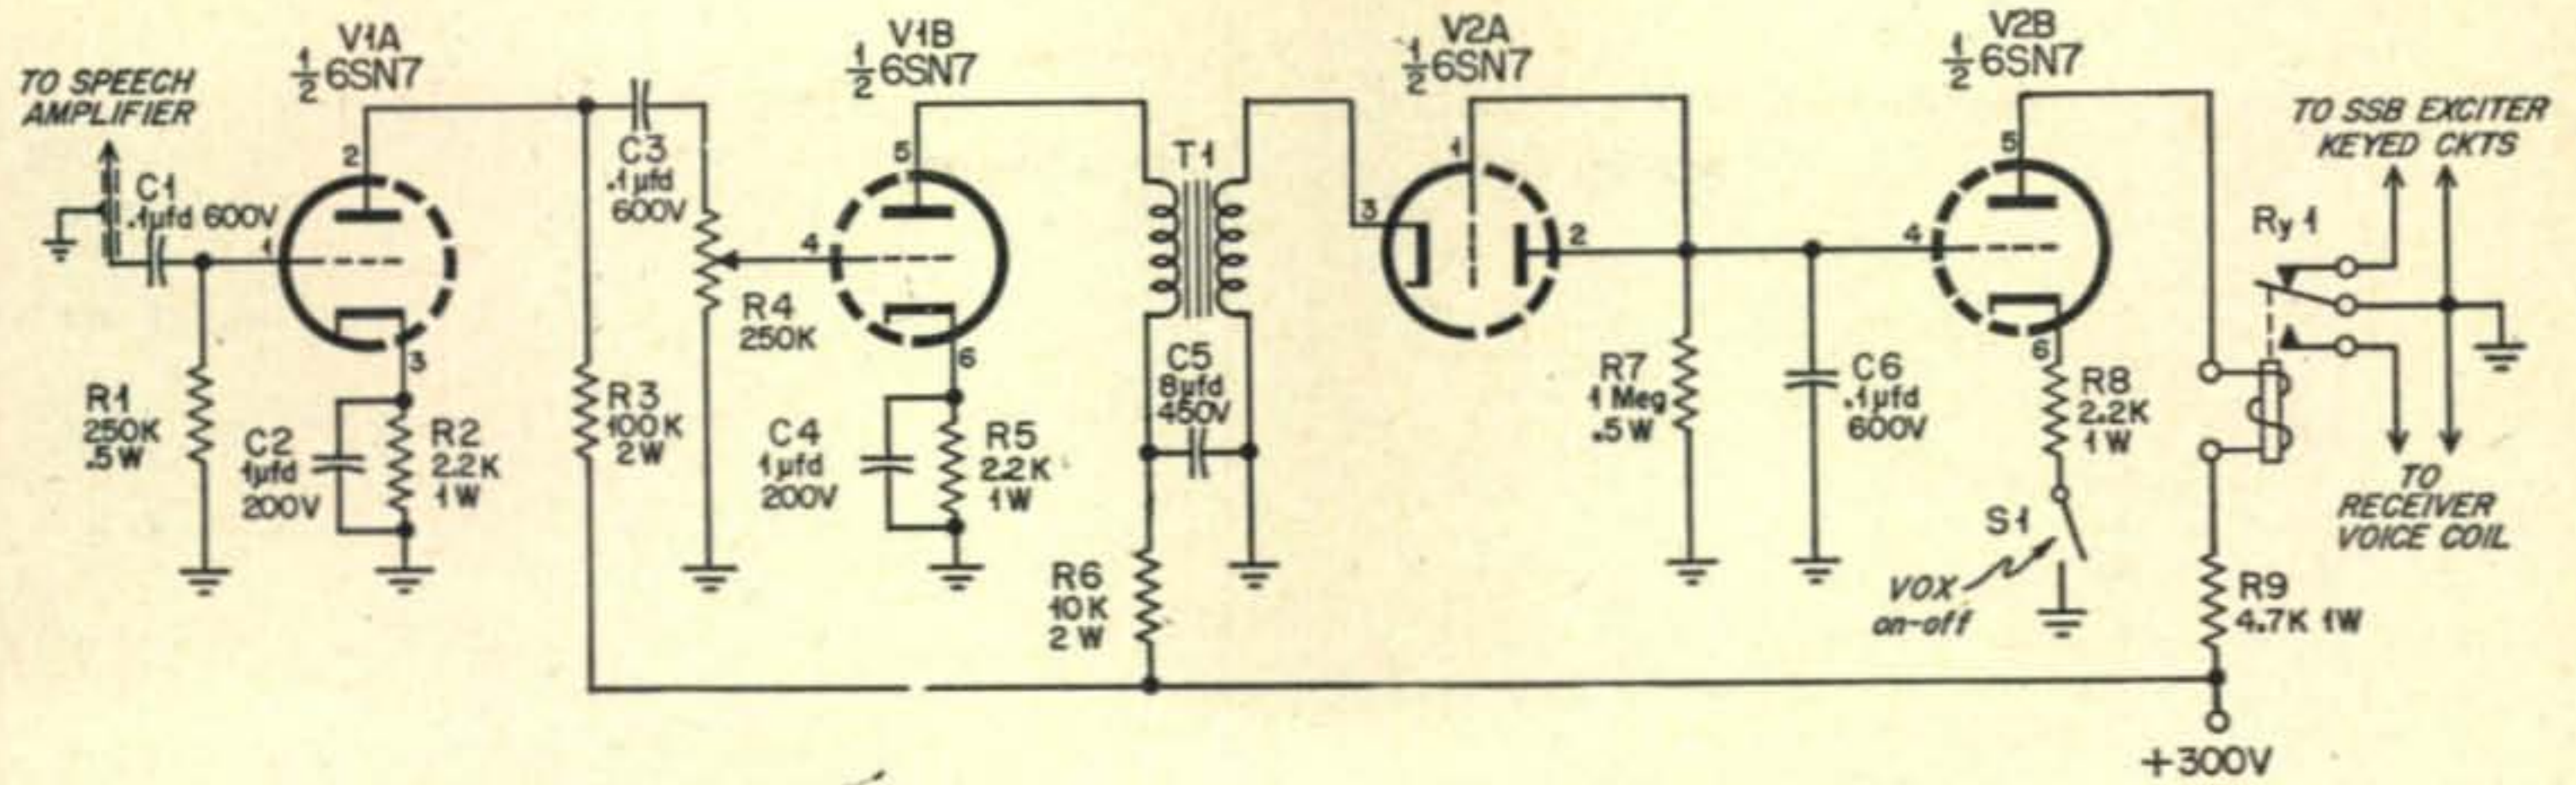 V1A
½ 6SN7
V1B
½ 6SN7
V2A
½ 6SN7
V2B
½ 6SN7
TO SPEECH
AMPLIFIER
TO SSB EXCITER
KEYED CKTS
C1
.1µfd 600V
1
2
3
R1
250K
.5W
C2
1µfd
200V
R2
2.2K
1W
C3
.1µfd
600V
R3
100K
2W
R4
250K
4
5
6
C4
1µfd
200V
R5
2.2K
1W
T1
C5
8µfd
450V
R6
10K
2W
1
3
2
R7
1 Meg
.5W
C6
.1µfd
600V
4
5
6
R8
2.2K
1W
S1
VOX
on-off
Ry 1
TO
RECEIVER
VOICE COIL
R9
4.7K 1W
+300V